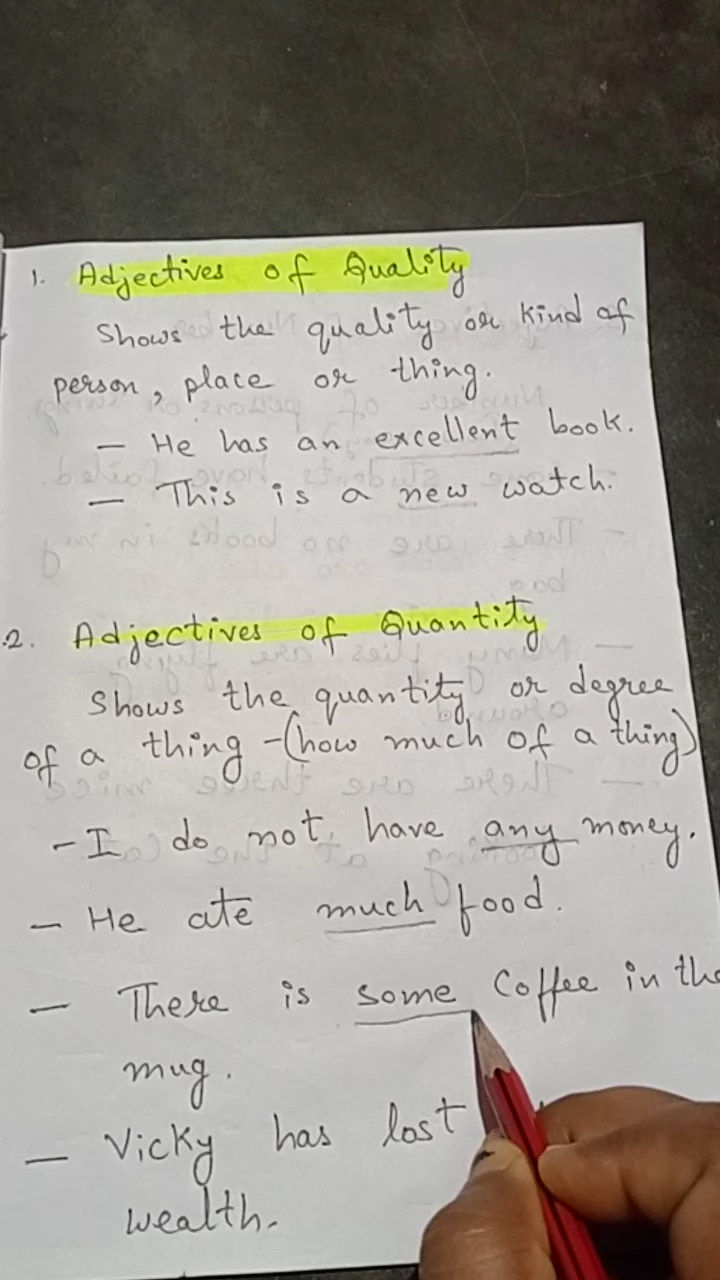 1. Adjectives of Quality
Shows the quality or kind of
person, place or thing.
- He has an excellent book.
- This is a new watch.
2. Adjectives of Quantity
Shows the quantity or degree
of a thing -(how much of a thing)
- I do not have any money.
- He ate much food.
- There is some coffee in the
mug.
- Vicky has lost
wealth.